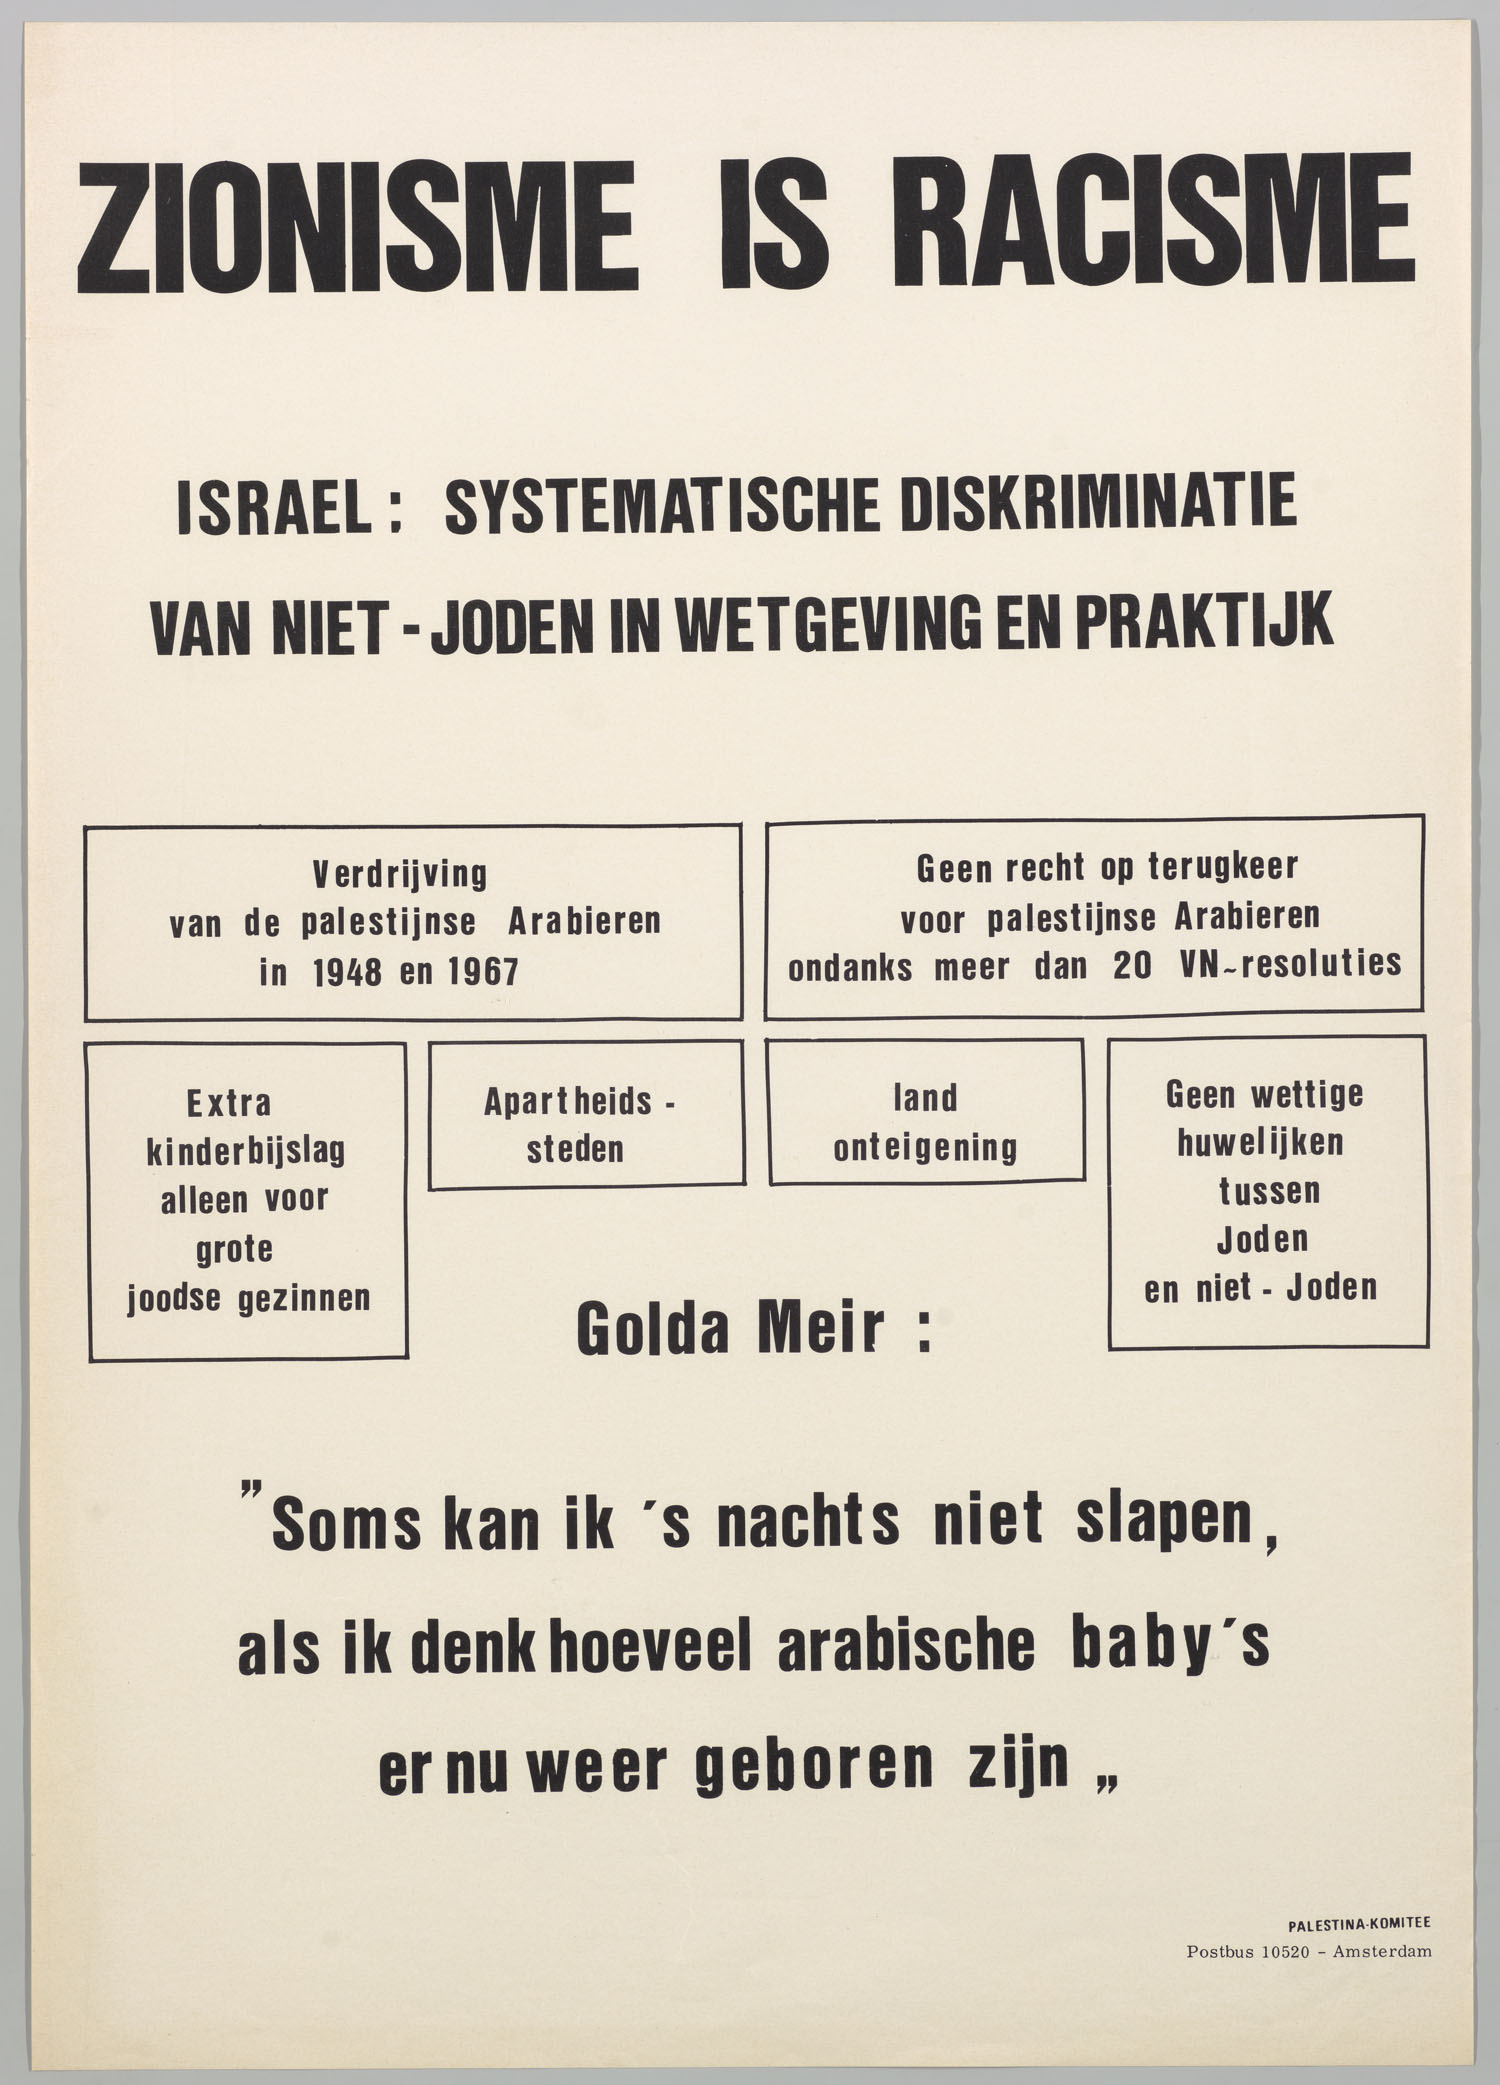 ZIONISME IS RACISME
ISRAEL: SYSTEMATISCHE DISKRIMINATIE
VAN NIET-JODEN IN WETGEVING EN PRAKTIJK
Verdrijving
van de palestijnse Arabieren
in 1948 en 1967
Geen recht op terugkeer
voor palestijnse Arabieren
ondanks meer dan 20 VN~resoluties
Extra
kinderbijslag
alleen voor
grote
joodse gezinnen
Apartheids -
steden
land
onteigening
Geen wettige
huwelijken
tussen
Joden
en niet - Joden
Golda Meir :
”Soms kan ik ´s nachts niet slapen,
als ik denk hoeveel arabische baby´s
er nu weer geboren zijn „
PALESTINA-KOMITEE
Postbus 10520 - Amsterdam